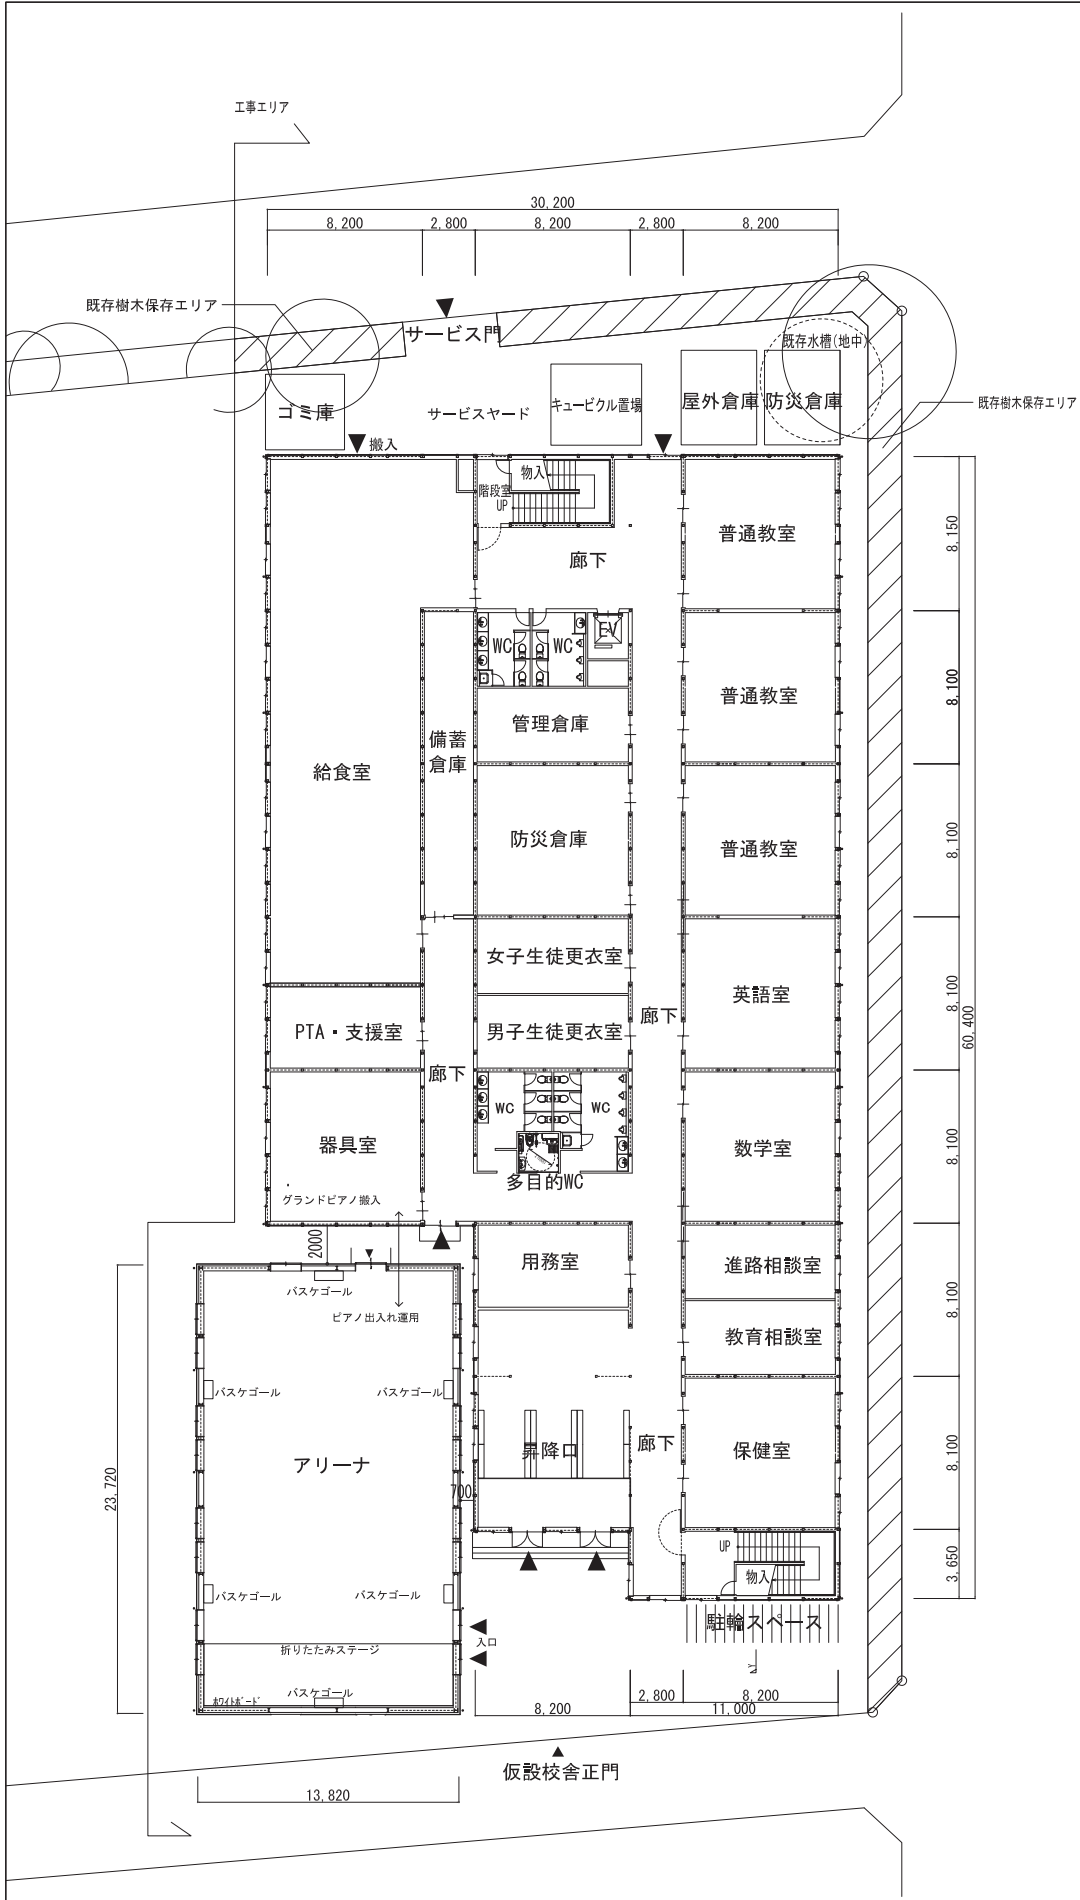 工事エリア
30,200
8,200
2,800
8,200
2,800
8,200
既存樹木保存エリア
サービス門
既存水槽(地中)
ゴミ庫
サービスヤード
キュービクル置場
屋外倉庫
防災倉庫
既存樹木保存エリア
搬入
物入
階段室
UP
普通教室
8,150
廊下
WC
WC
EV
普通教室
8,100
管理倉庫
備蓄
倉庫
給食室
防災倉庫
普通教室
8,100
女子生徒更衣室
英語室
8,100
60,400
PTA・支援室
男子生徒更衣室
廊下
廊下
WC
WC
器具室
数学室
8,100
多目的WC
グランドピアノ搬入
2000
用務室
進路相談室
8,100
バスケゴール
ピアノ出入れ運用
教育相談室
バスケゴール
バスケゴール
アリーナ
昇降口
廊下
保健室
8,100
23,720
700
UP
物入
3,650
バスケゴール
バスケゴール
駐輪スペース
入口
折りたたみステージ
バスケゴール
ホワイトボード
8,200
2,800
8,200
11,000
仮設校舎正門
13,820